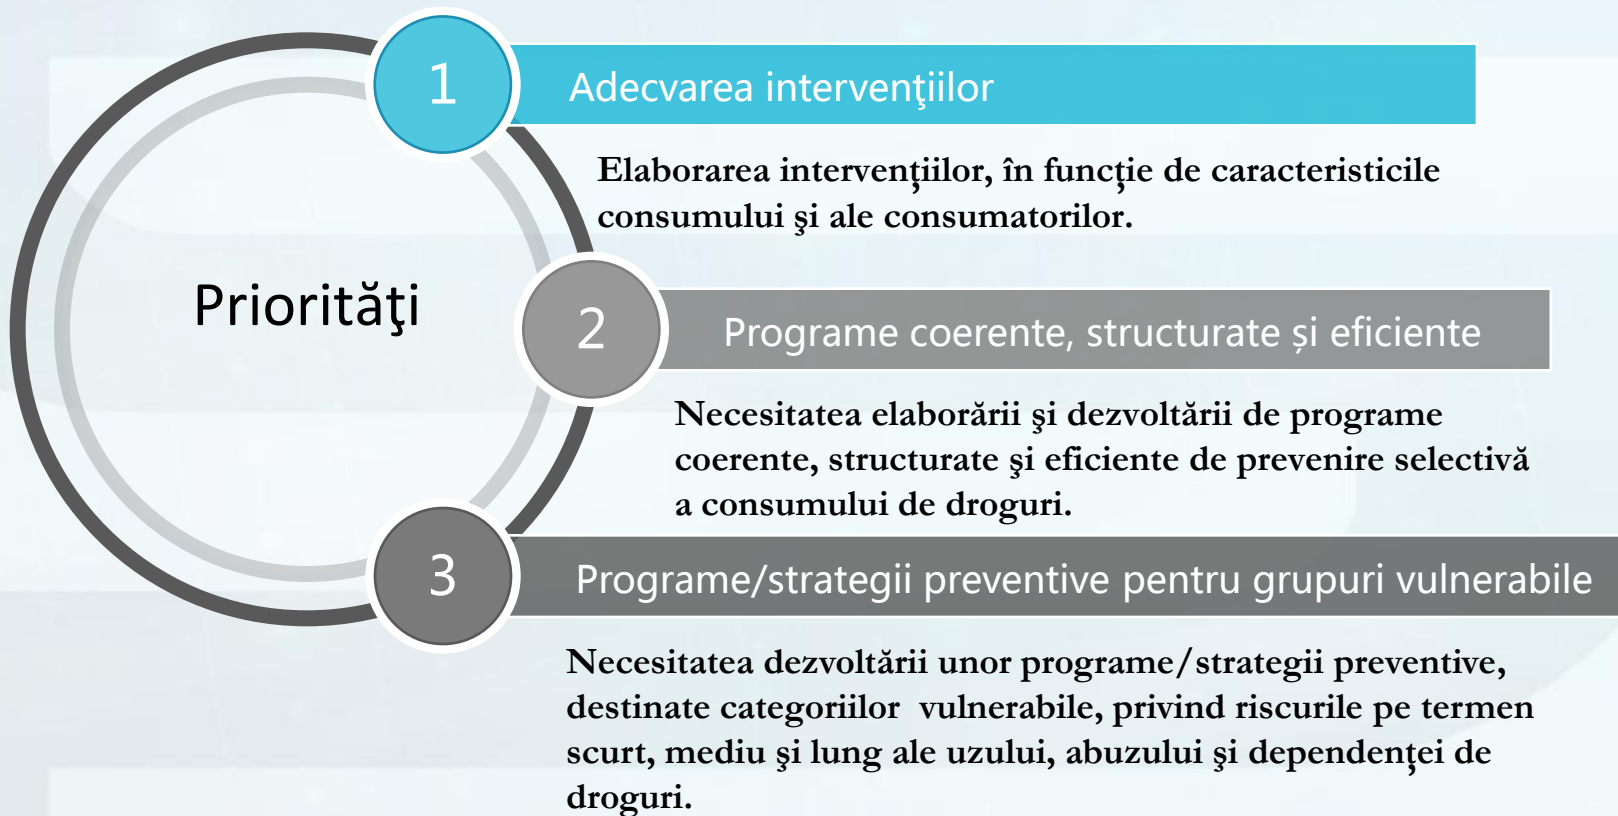 Priorităţi
1
Adecvarea intervenţiilor
Elaborarea intervenţiilor, în funcţie de caracteristicile
consumului şi ale consumatorilor.
2
Programe coerente, structurate și eficiente
Necesitatea elaborării şi dezvoltării de programe
coerente, structurate şi eficiente de prevenire selectivă
a consumului de droguri.
3
Programe/strategii preventive pentru grupuri vulnerabile
Necesitatea dezvoltării unor programe/strategii preventive,
destinate categoriilor vulnerabile, privind riscurile pe termen
scurt, mediu şi lung ale uzului, abuzului şi dependenţei de
droguri.